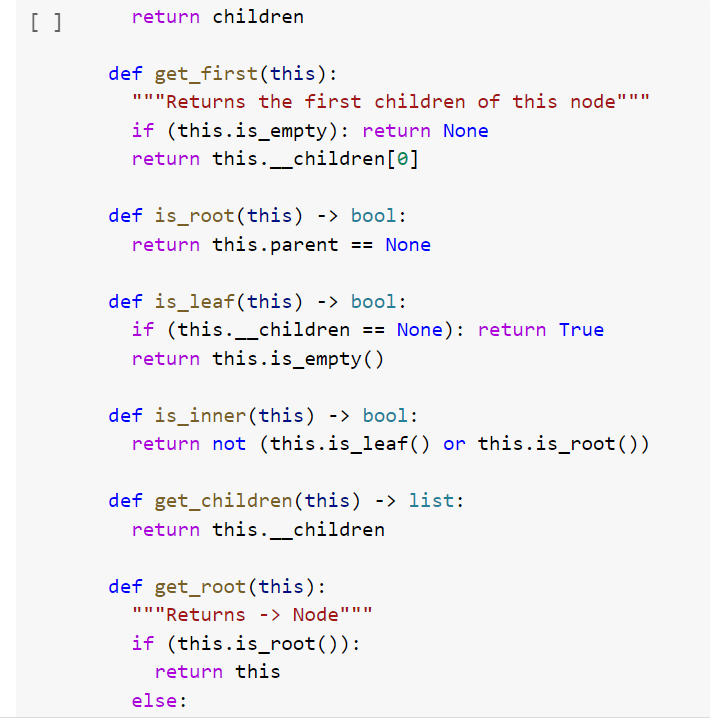 [ ]
return children
def get_first(this):
"""Returns the first children of this node"""
if (this.is_empty): return None
return this.__children[0]
def is_root(this) -> bool:
return this.parent == None
def is_leaf(this) -> bool:
if (this.__children == None): return True
return this.is_empty()
def is_inner(this) -> bool:
return not (this.is_leaf() or this.is_root())
def get_children(this) -> list:
return this.__children
def get_root(this):
"""Returns -> Node"""
if (this.is_root()):
return this
else: